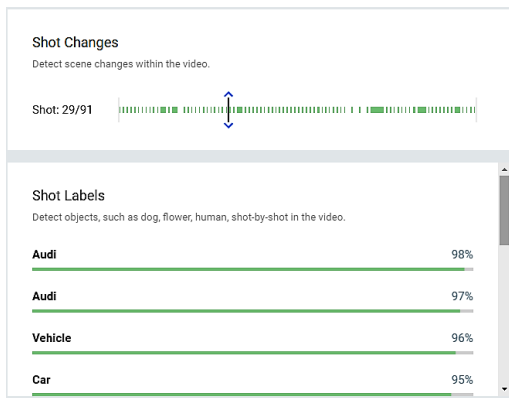 Shot Changes
Detect scene changes within the video.
Shot: 29/91
Shot Labels
Detect objects, such as dog, flower, human, shot-by-shot in the video.
Audi 98%
Audi 97%
Vehicle 96%
Car 95%